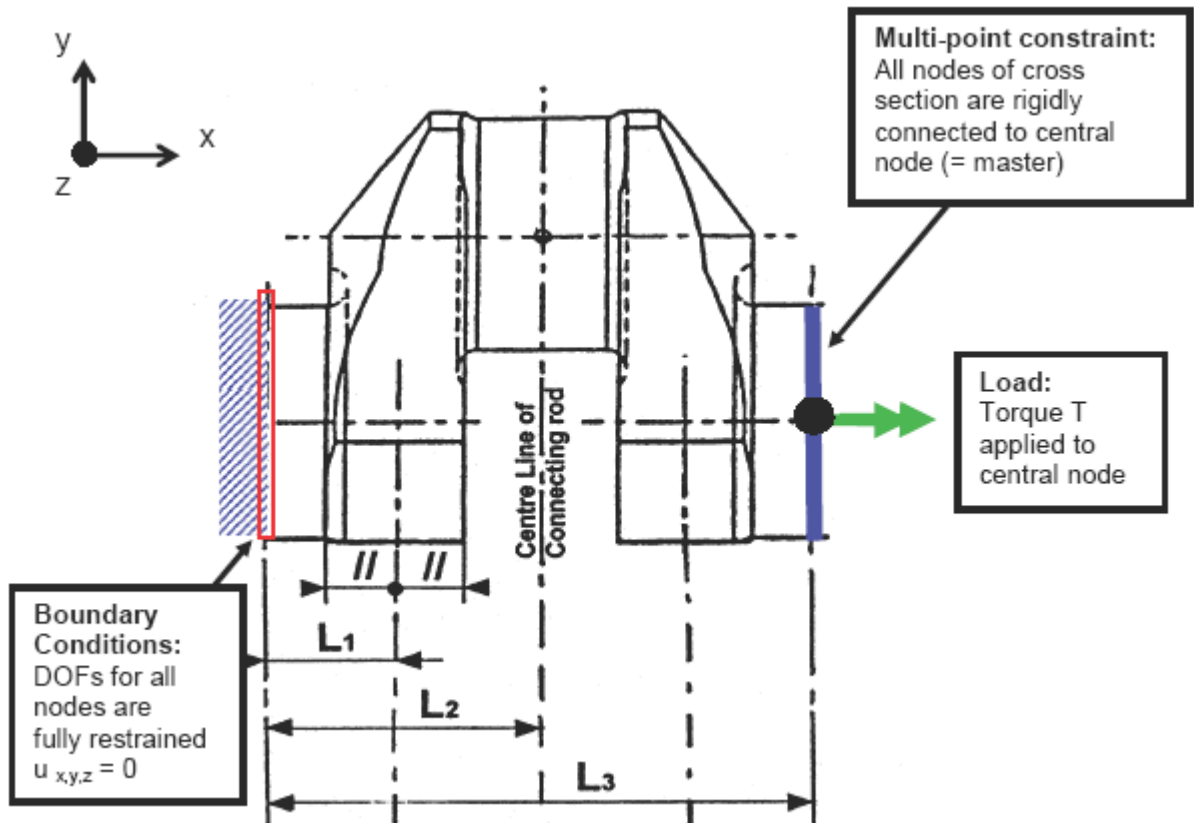 y
x
z
Multi-point constraint:
All nodes of cross
section are rigidly
connected to central
node (= master)
Load:
Torque T
applied to
central node
Centre Line of
Connecting rod
Boundary
Conditions:
DOFs for all
nodes are
fully restrained
u x,y,z = 0
// //
L1
L2
L3